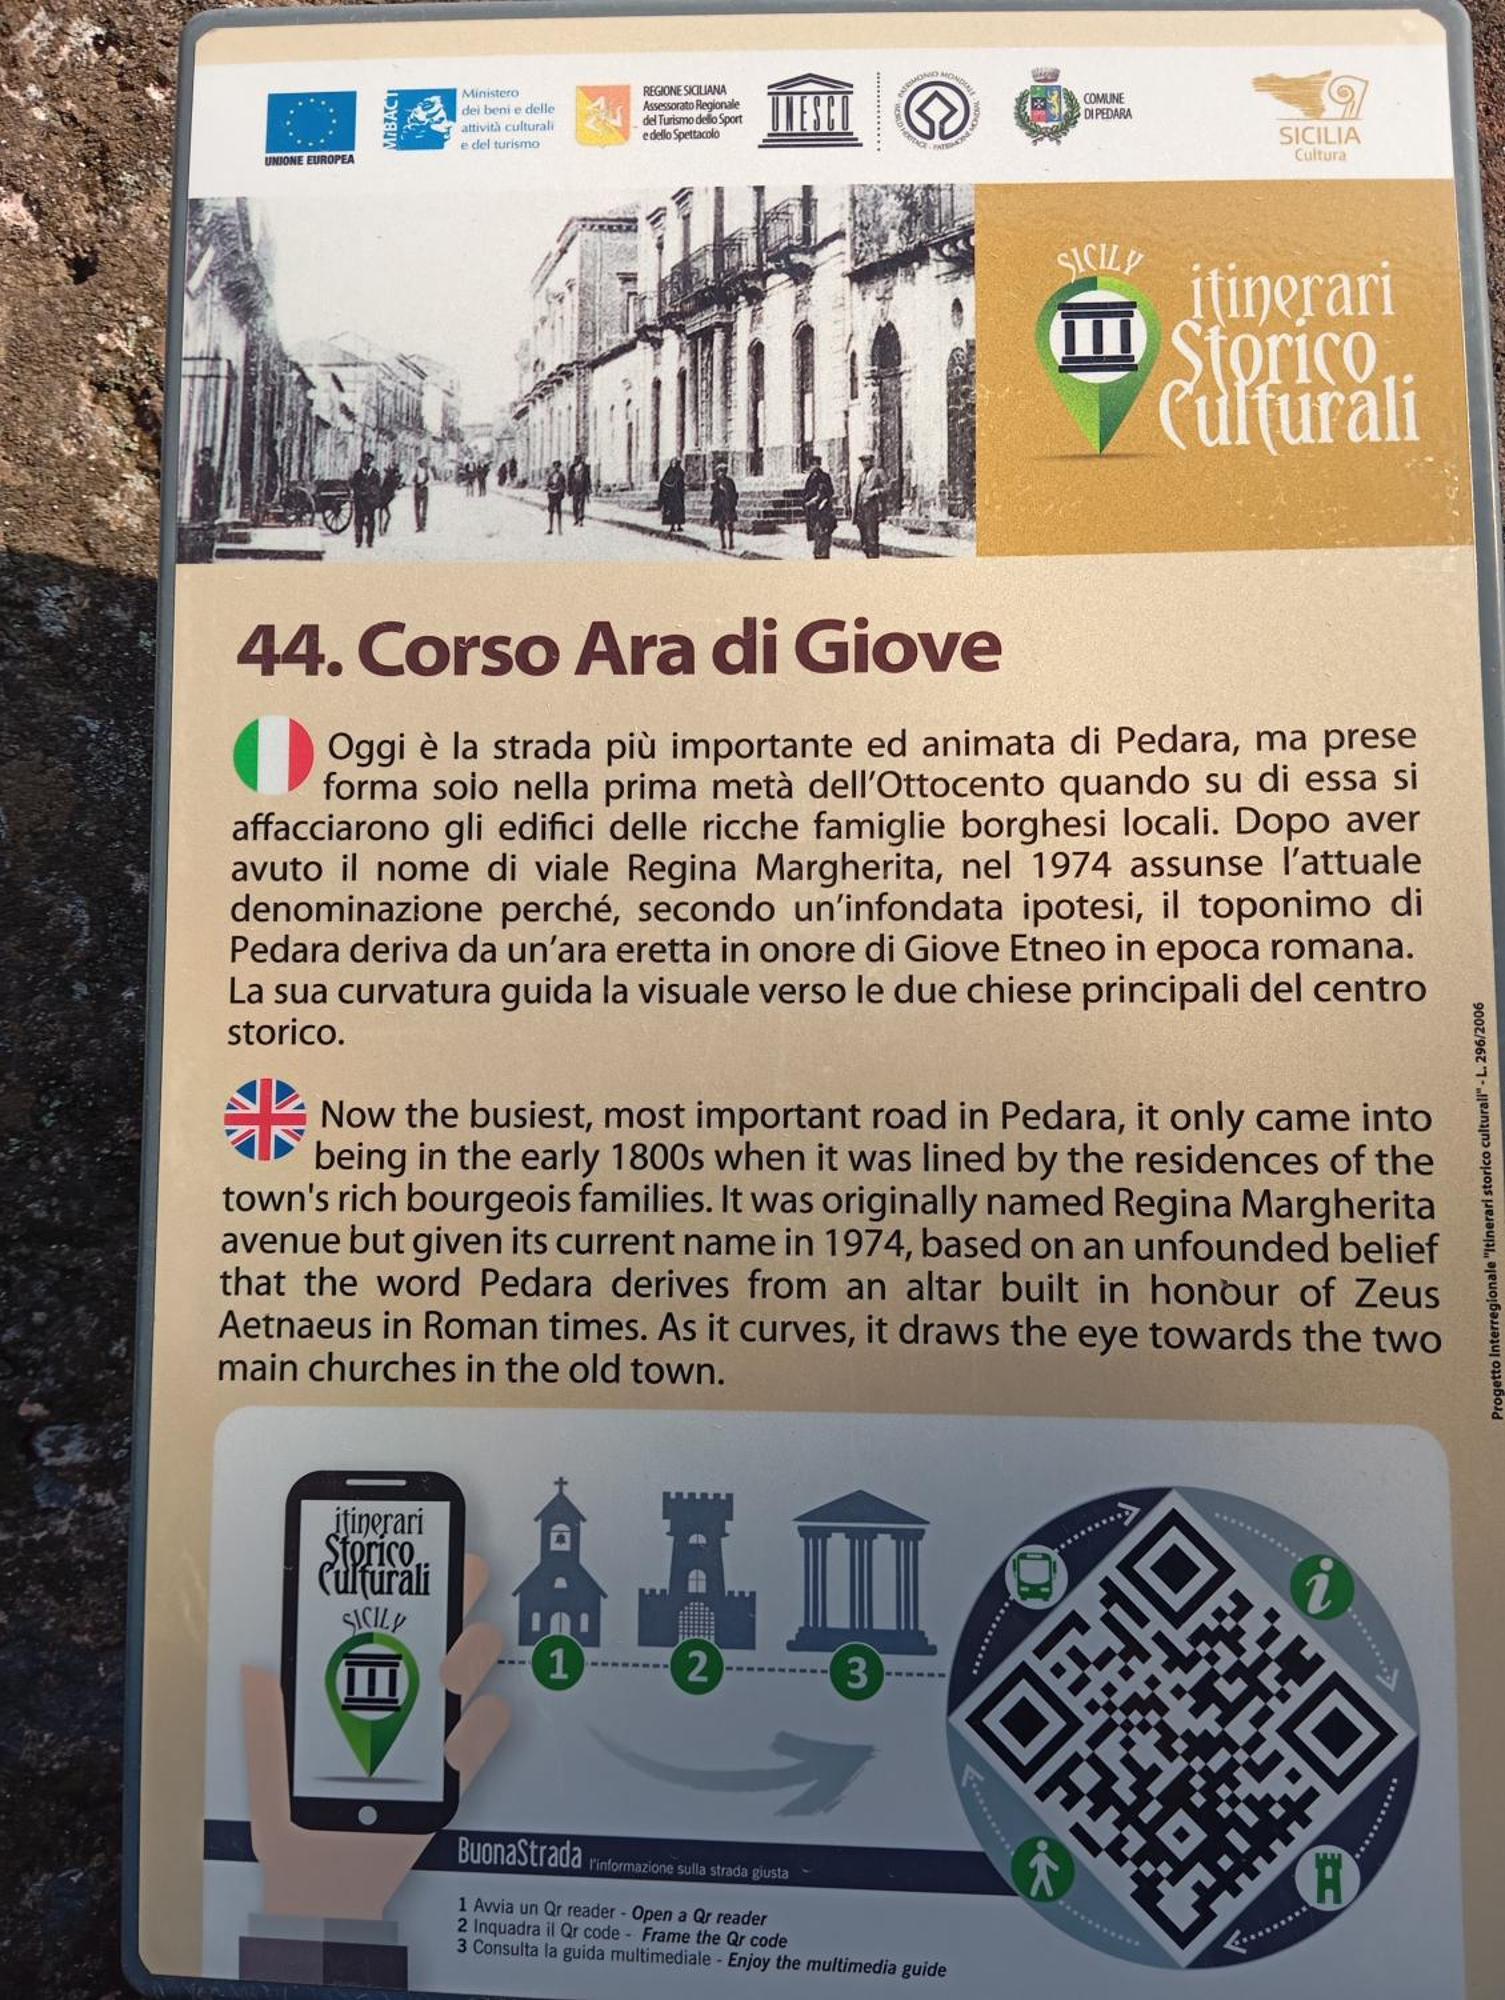 UNIONE EUROPEA
MiBACT
Ministero
dei beni e delle
attività culturali
e del turismo
REGIONE SICILIANA
Assessorato Regionale
del Turismo dello Sport
e dello Spettacolo
UNESCO
PATRIMONIO MONDIALE
WORLD HERITAGE - PATRIMOINE MONDIAL
COMUNE
DI PEDARA
SICILIA
Cultura
SICILY
itinerari
Storico
Culturali
44. Corso Ara di Giove
Oggi è la strada più importante ed animata di Pedara, ma prese
forma solo nella prima metà dell'Ottocento quando su di essa si
affacciarono gli edifici delle ricche famiglie borghesi locali. Dopo aver
avuto il nome di viale Regina Margherita, nel 1974 assunse l'attuale
denominazione perché, secondo un'infondata ipotesi, il toponimo di
Pedara deriva da un'ara eretta in onore di Giove Etneo in epoca romana.
La sua curvatura guida la visuale verso le due chiese principali del centro
storico.
Now the busiest, most important road in Pedara, it only came into
being in the early 1800s when it was lined by the residences of the
town's rich bourgeois families. It was originally named Regina Margherita
avenue but given its current name in 1974, based on an unfounded belief
that the word Pedara derives from an altar built in honour of Zeus
Aetnaeus in Roman times. As it curves, it draws the eye towards the two
main churches in the old town.
Progetto Interregionale "Itinerari storico culturali" - L. 296/2006
itinerari
Storico
Culturali
SICILY
1 2 3
i
BuonaStrada l'informazione sulla strada giusta
1 Avvia un Qr reader - Open a Qr reader
2 Inquadra il Qr code - Frame the Qr code
3 Consulta la guida multimediale - Enjoy the multimedia guide